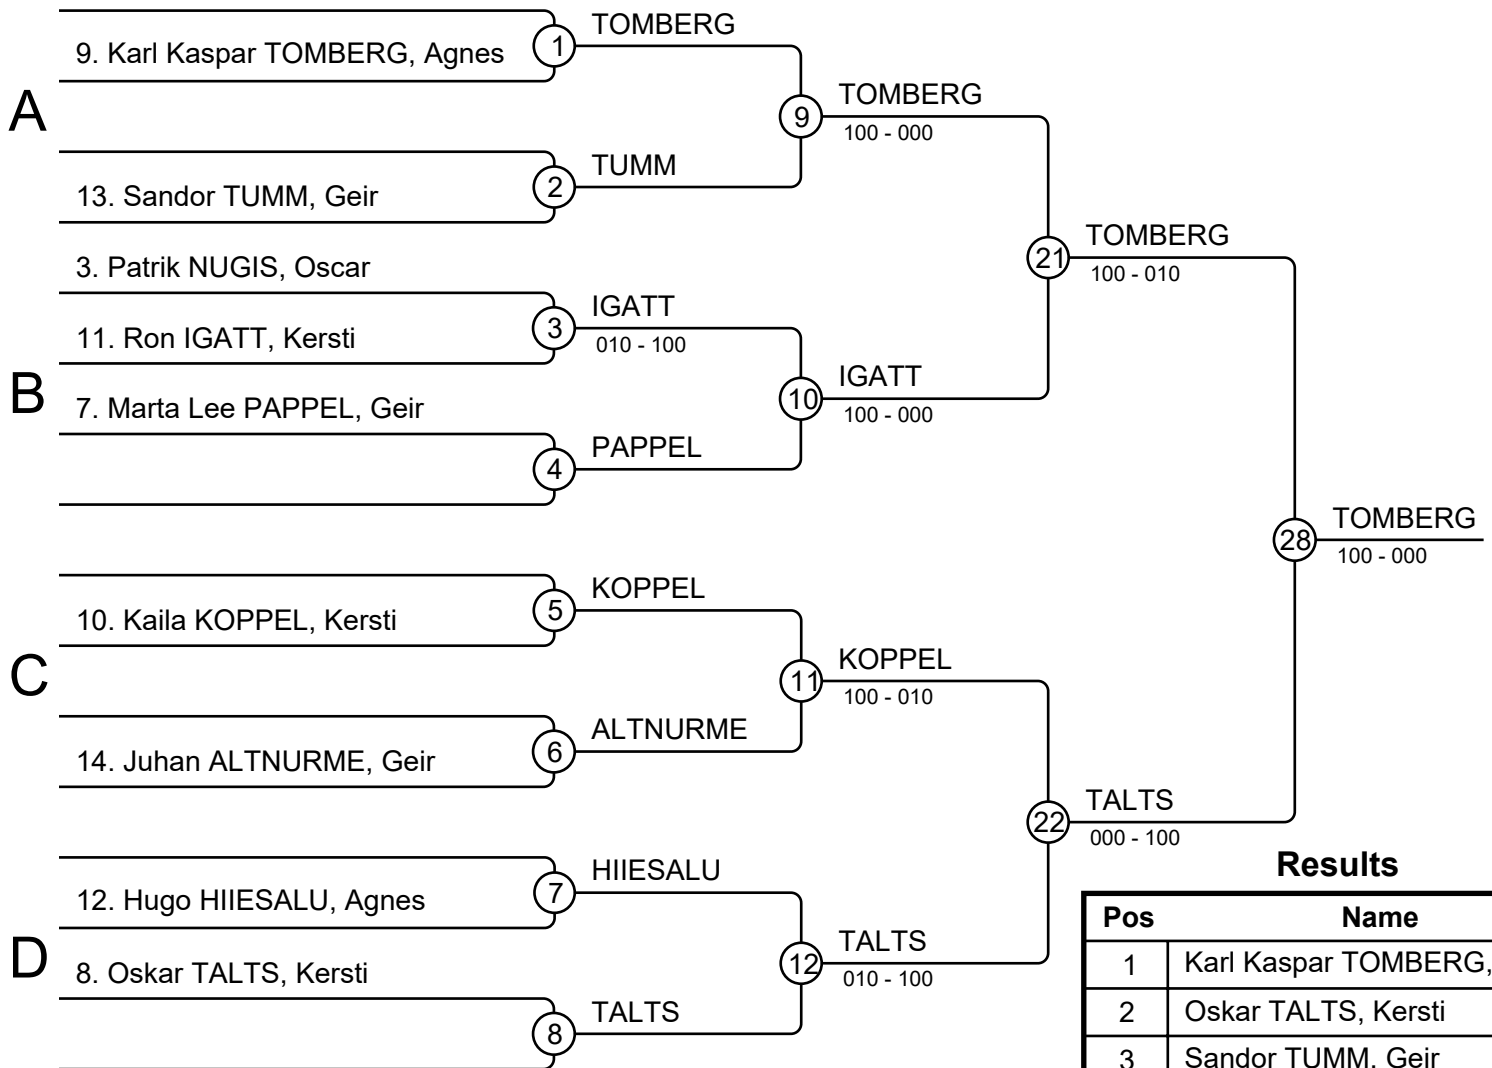 TOMBERG
9. Karl Kaspar TOMBERG, Agnes
1
A
TOMBERG
9
100 - 000
TUMM
13. Sandor TUMM, Geir
2
TOMBERG
3. Patrik NUGIS, Oscar
21
100 - 010
IGATT
11. Ron IGATT, Kersti
3
010 - 100
B
IGATT
7. Marta Lee PAPPEL, Geir
10
100 - 000
PAPPEL
4
TOMBERG
28
100 - 000
KOPPEL
10. Kaila KOPPEL, Kersti
5
C
KOPPEL
11
100 - 010
ALTNURME
14. Juhan ALTNURME, Geir
6
TALTS
22
000 - 100
HIIESALU
12. Hugo HIIESALU, Agnes
7
D
TALTS
8. Oskar TALTS, Kersti
12
010 - 100
TALTS
8
Results
Pos Name
1 Karl Kaspar TOMBERG,
2 Oskar TALTS, Kersti
3 Sandor TUMM, Geir